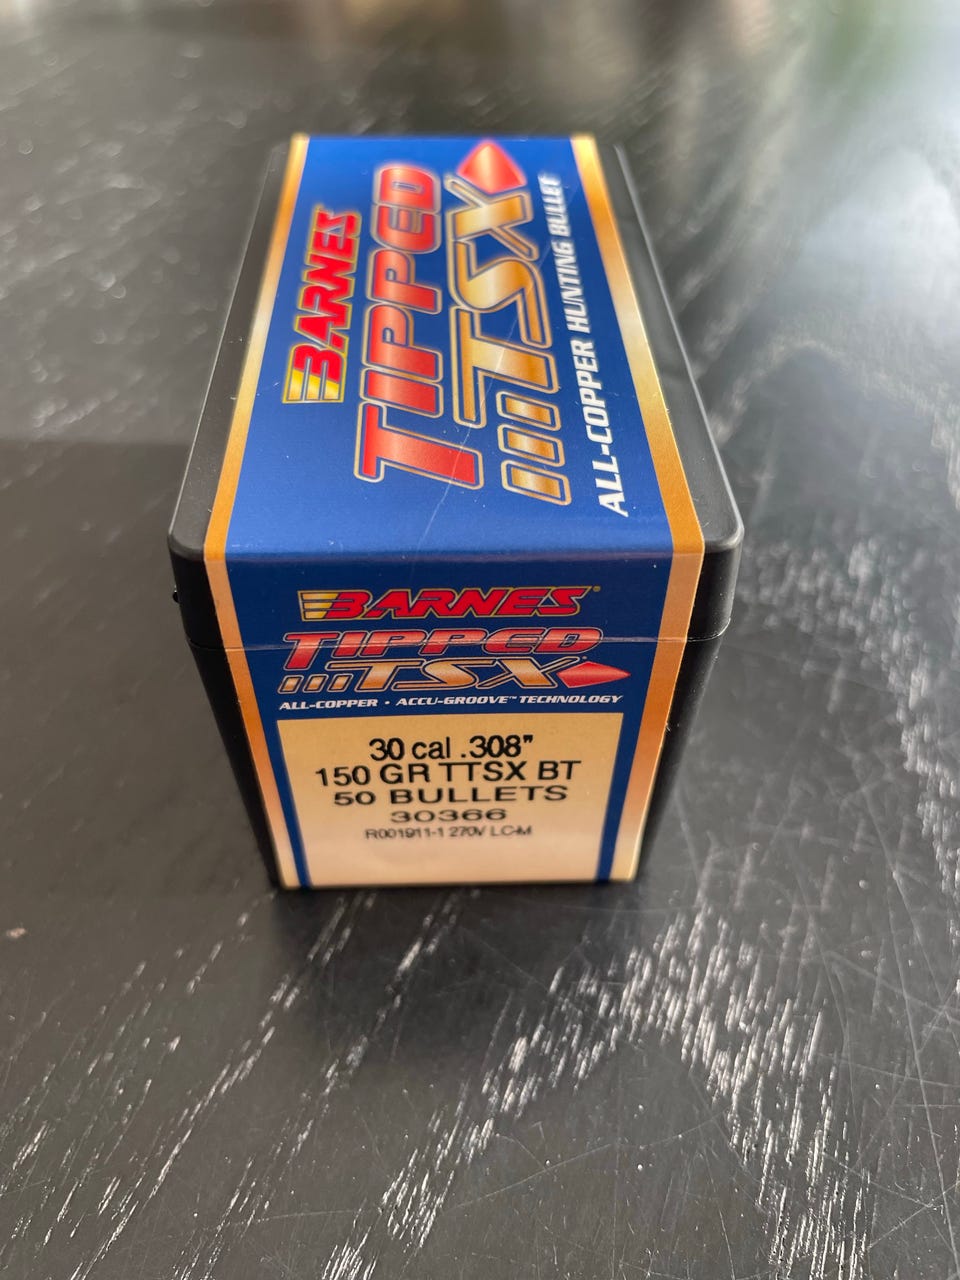 BARNES
TIPPED
TSX
ALL-COPPER HUNTING BULLET
BARNES®
TIPPED
TSX
ALL-COPPER • ACCU-GROOVE™ TECHNOLOGY
30 cal .308"
150 GR TTSX BT
50 BULLETS
30366
R001911-1 270V LC-M